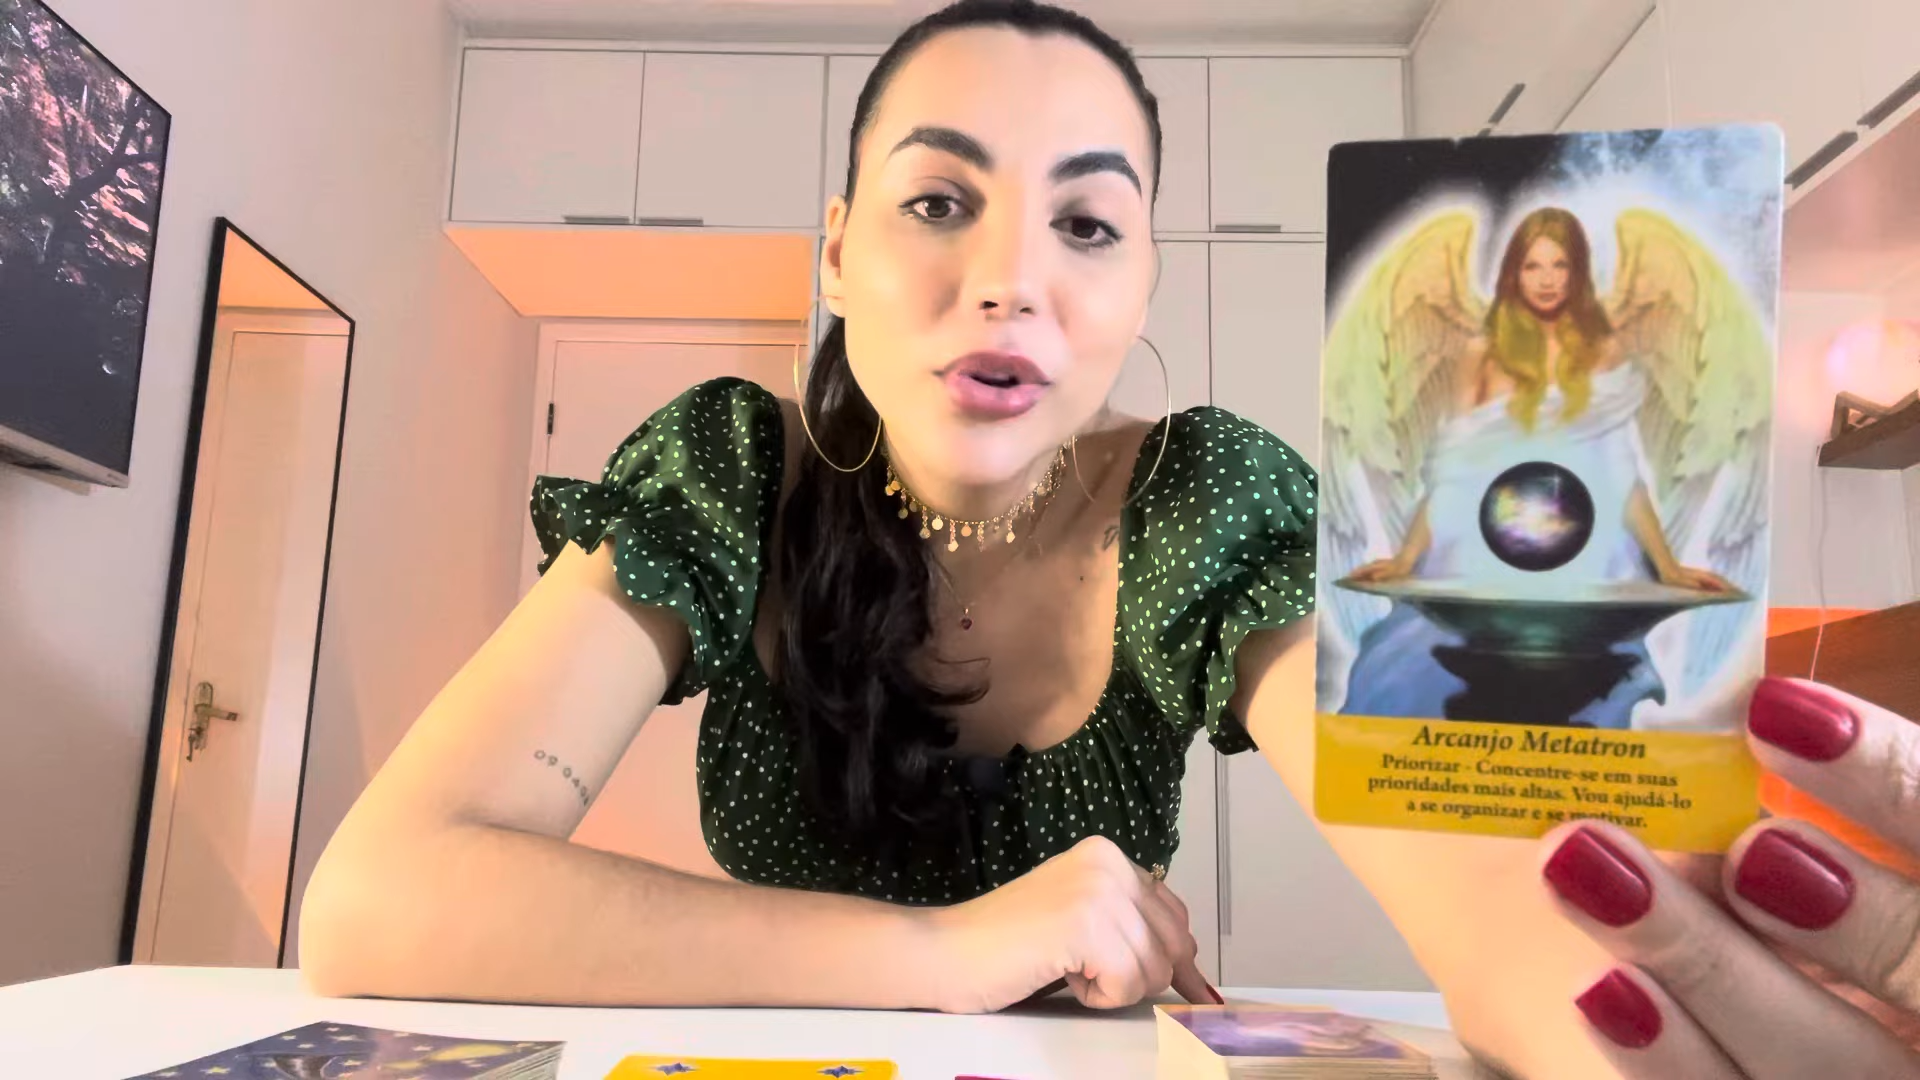 Arcanjo Metatron
Priorizar - Concentre-se em suas
prioridades mais altas. Vou ajudá-lo
a se organizar e se motivar.